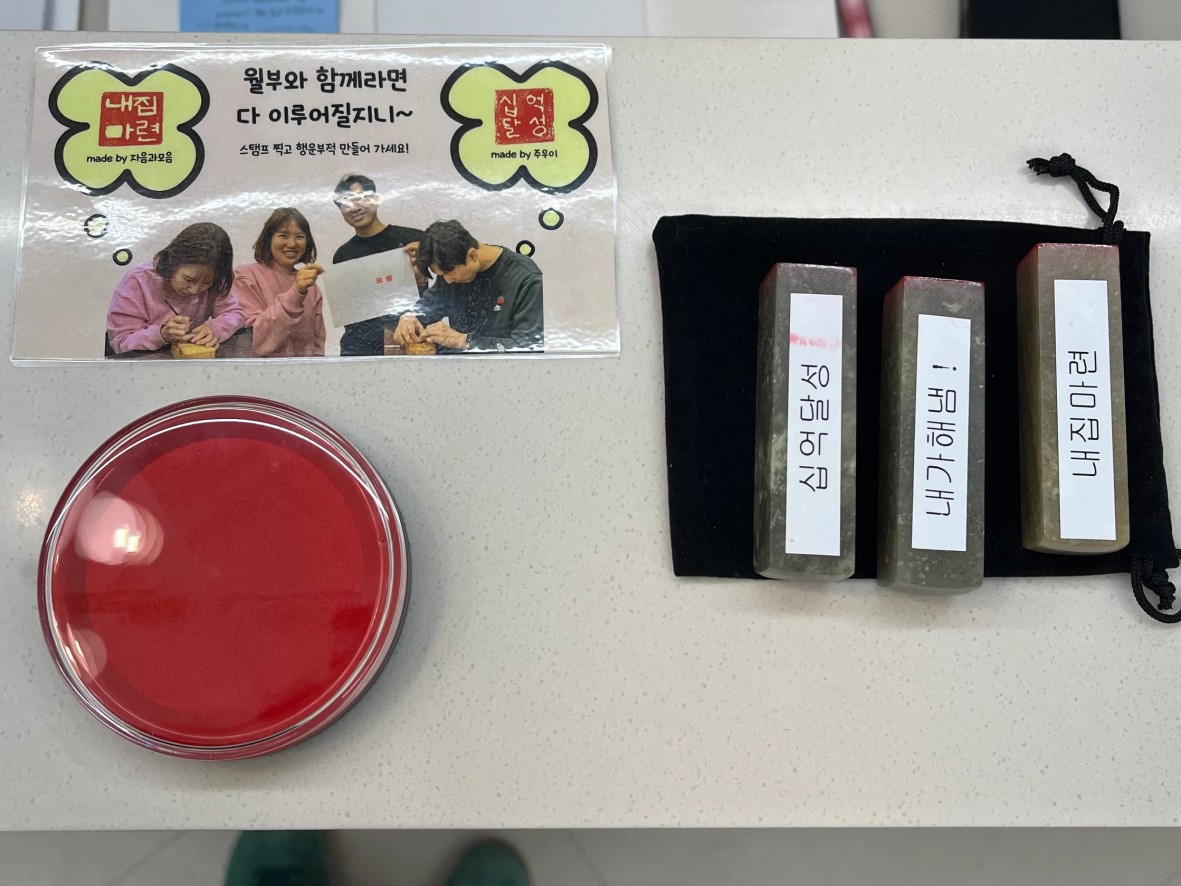 내집
마련
made by 자음과모음
월부와 함께라면
다 이루어질지니~
스탬프 찍고 행운부적 만들어 가세요!
십억
달성
made by 주우이
십억달성
내가해냄!
내집마련